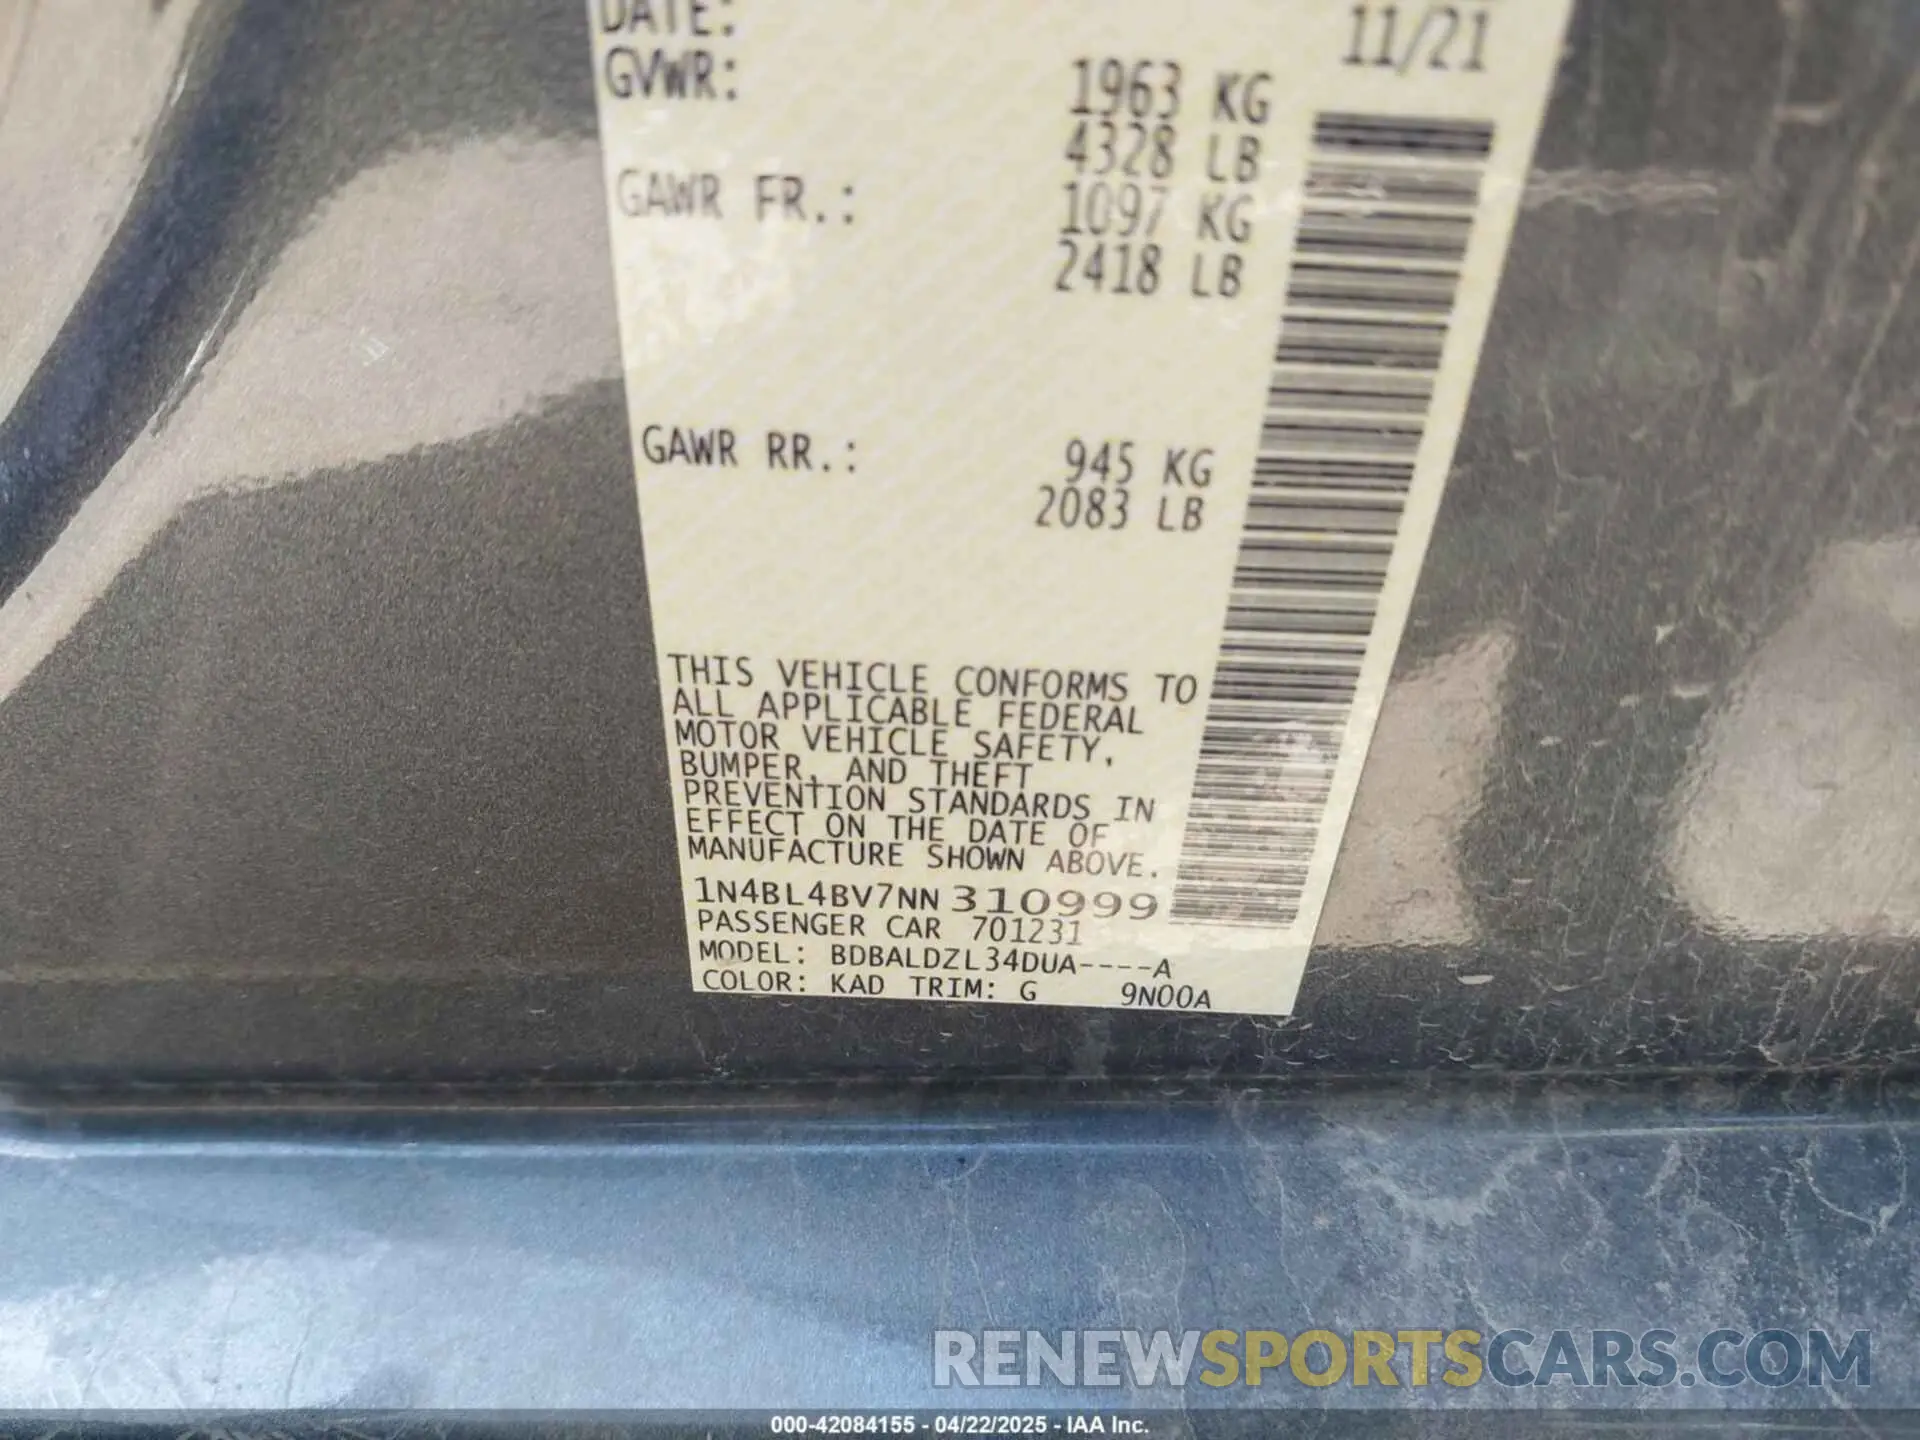 DATE: 11/21
GVWR: 1963 KG
4328 LB
GAWR FR.: 1097 KG
2418 LB
GAWR RR.: 945 KG
2083 LB
THIS VEHICLE CONFORMS TO
ALL APPLICABLE FEDERAL
MOTOR VEHICLE SAFETY,
BUMPER, AND THEFT
PREVENTION STANDARDS IN
EFFECT ON THE DATE OF
MANUFACTURE SHOWN ABOVE.
1N4BL4BV7NN310999
PASSENGER CAR 701231
MODEL: BDBALDZL34DUA----A
COLOR: KAD TRIM: G 9N00A
RENEWSPORTSCARS.COM
000-42084155 - 04/22/2025 - IAA Inc.